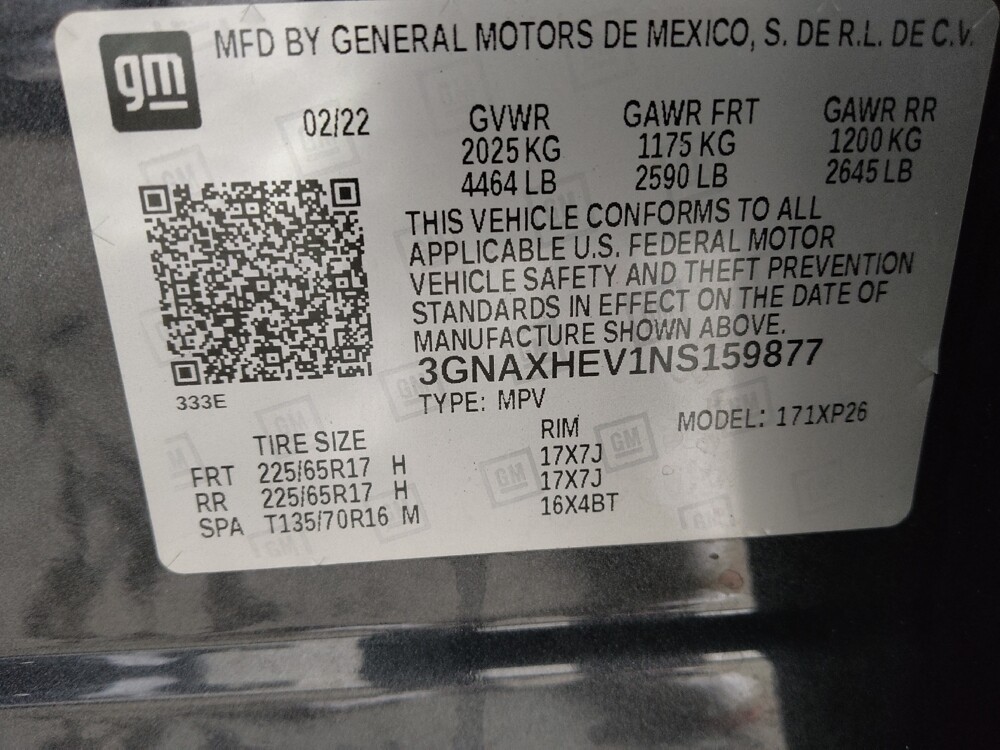 gm
MFD BY GENERAL MOTORS DE MEXICO, S. DE R.L. DE C.V.
02/22 GVWR GAWR FRT GAWR RR
2025 KG 1175 KG 1200 KG
4464 LB 2590 LB 2645 LB
THIS VEHICLE CONFORMS TO ALL
APPLICABLE U.S. FEDERAL MOTOR
VEHICLE SAFETY AND THEFT PREVENTION
STANDARDS IN EFFECT ON THE DATE OF
MANUFACTURE SHOWN ABOVE.
3GNAXHEV1NS159877
333E
TYPE: MPV MODEL: 171XP26
TIRE SIZE RIM
FRT 225/65R17 H 17X7J
RR 225/65R17 H 17X7J
SPA T135/70R16 M 16X4BT
GM
GM